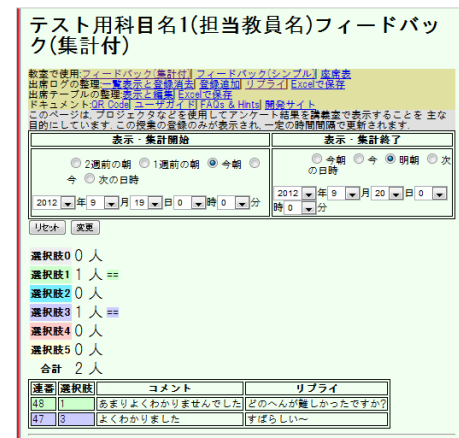 テスト用科目名1(担当教員名)フィードバッ
ク(集計付)
教室で使用:フィードバック(集計付)| フィードバック(シンプル)| 座席表
出席ログの整理:一覧表示と登録消去| 登録追加| リプライ| Excelで保存
出席テーブルの整理:表示と編集| Excelで保存
ドキュメント:QR Code| ユーザガイド| FAQs & Hints| 開発サイト
このページは、プロジェクタなどを使用してアンケート結果を講義室で表示することを 主な
目的にしています. この授業の登録のみが表示され, 一定の時間間隔で更新されます.
表示・集計開始 表示・集計終了
2週前の朝 1週前の朝 今朝
今 次の日時
2012 年 9 月 19 日 0 時 0 分
今朝 今 明朝 次
の日時
2012 年 9 月 20 日 0
時 0 分
リセット 変更
選択肢0 0 人
選択肢1 1 人 ==
選択肢2 0 人
選択肢3 1 人 ==
選択肢4 0 人
選択肢5 0 人
合計 2 人
連番 選択肢 コメント リプライ
48 1 あまりよくわかりませんでした どのへんが難しかったですか?
47 3 よくわかりました すばらしい~